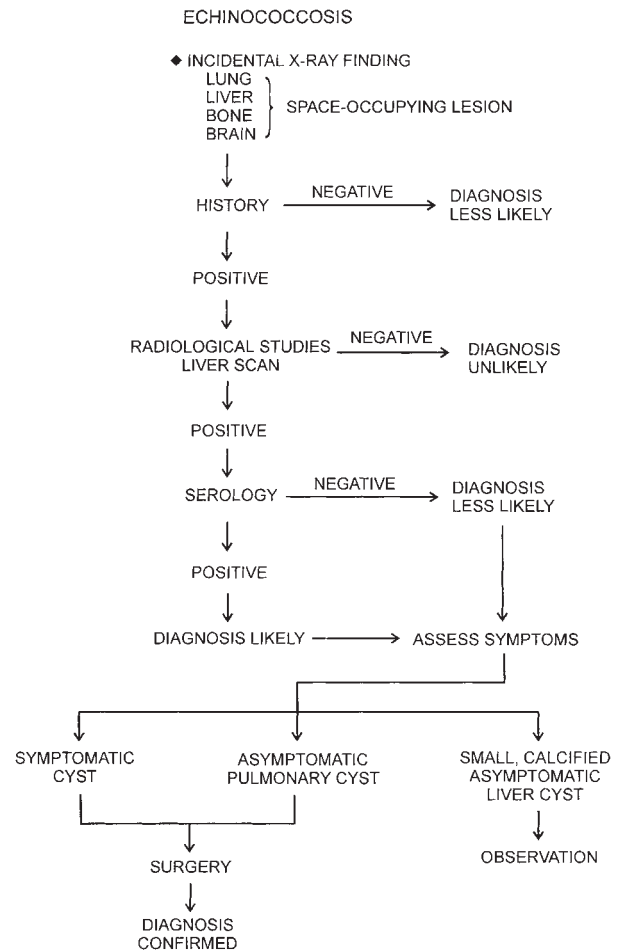 ECHINOCOCCOSIS
◆ INCIDENTAL X-RAY FINDING
LUNG
LIVER
BONE
BRAIN
SPACE-OCCUPYING LESION
HISTORY
NEGATIVE
DIAGNOSIS
LESS LIKELY
POSITIVE
RADIOLOGICAL STUDIES
LIVER SCAN
NEGATIVE
DIAGNOSIS
UNLIKELY
POSITIVE
SEROLOGY
NEGATIVE
DIAGNOSIS
LESS LIKELY
POSITIVE
DIAGNOSIS LIKELY
ASSESS SYMPTOMS
SYMPTOMATIC
CYST
ASYMPTOMATIC
PULMONARY CYST
SMALL, CALCIFIED
ASYMPTOMATIC
LIVER CYST
SURGERY
OBSERVATION
DIAGNOSIS
CONFIRMED